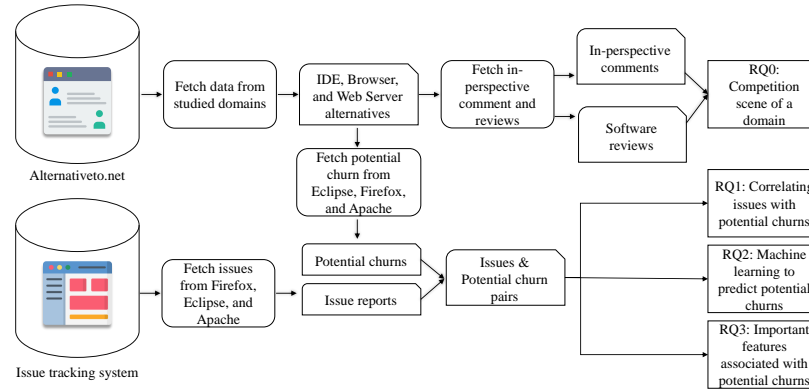 Alternativeto.net
Fetch data from
studied domains
IDE, Browser,
and Web Server
alternatives
Fetch in-
perspective
comment and
reviews
In-perspective
comments
Software
reviews
RQ0:
Competition
scene of a
domain
Fetch potential
churn from
Eclipse, Firefox,
and Apache
Issue tracking system
Fetch issues
from Firefox,
Eclipse, and
Apache
Potential churns
Issue reports
Issues &
Potential churn
pairs
RQ1: Correlating
issues with
potential churns
RQ2: Machine
learning to
predict potential
churns
RQ3: Important
features
associated with
potential churns